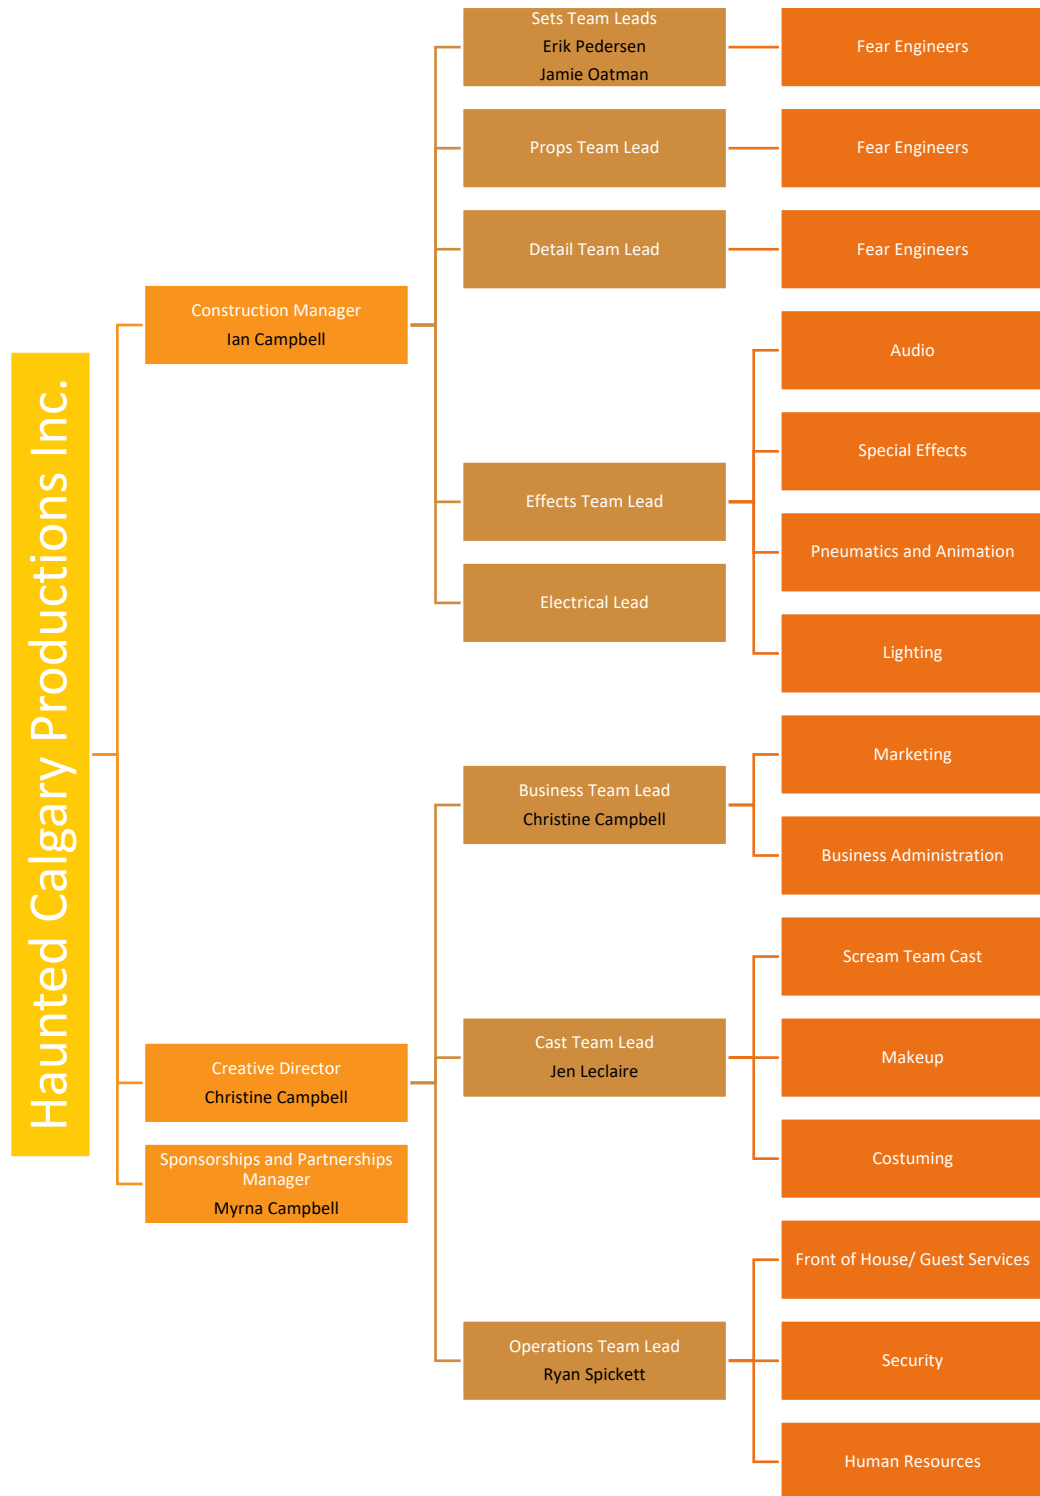 Haunted Calgary Productions Inc.
Construction Manager
Ian Campbell
Sets Team Leads
Erik Pedersen
Jamie Oatman
Fear Engineers
Props Team Lead
Fear Engineers
Detail Team Lead
Fear Engineers
Effects Team Lead
Audio
Special Effects
Pneumatics and Animation
Lighting
Electrical Lead
Creative Director
Christine Campbell
Business Team Lead
Christine Campbell
Marketing
Business Administration
Cast Team Lead
Jen Leclaire
Scream Team Cast
Makeup
Costuming
Operations Team Lead
Ryan Spickett
Front of House/ Guest Services
Security
Human Resources
Sponsorships and Partnerships
Manager
Myrna Campbell